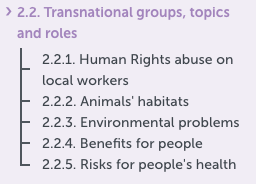 2.2. Transnational groups, topics
and roles
2.2.1. Human Rights abuse on
local workers
2.2.2. Animals' habitats
2.2.3. Environmental problems
2.2.4. Benefits for people
2.2.5. Risks for people's health